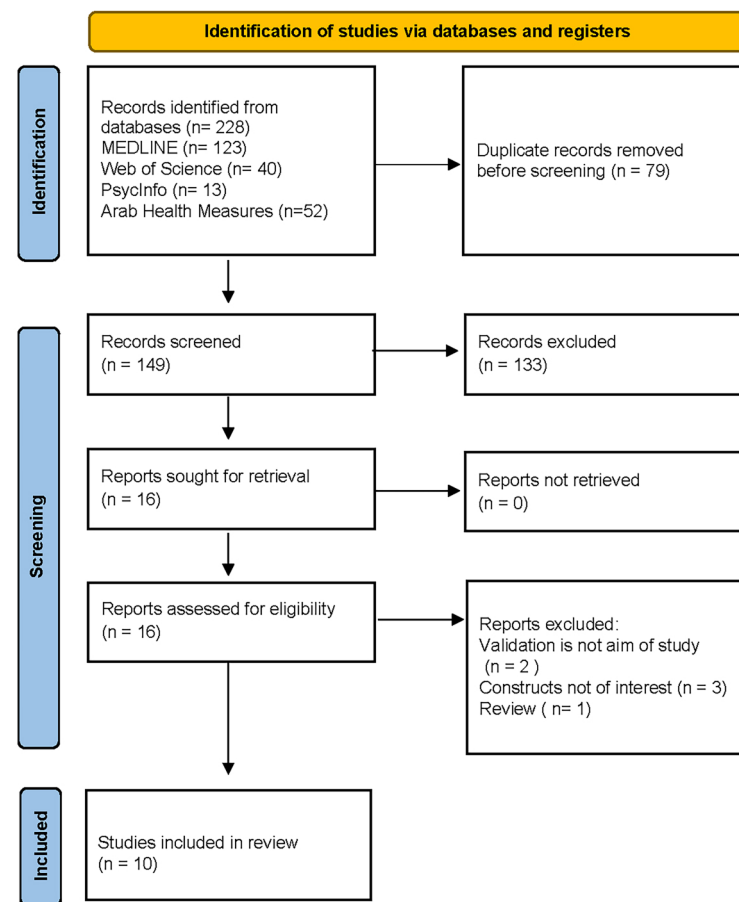 Identification of studies via databases and registers
Identification
Records identified from
databases (n= 228)
MEDLINE (n= 123)
Web of Science (n= 40)
PsycInfo (n= 13)
Arab Health Measures (n=52)
Duplicate records removed
before screening (n = 79)
Screening
Records screened
(n = 149)
Records excluded
(n = 133)
Reports sought for retrieval
(n = 16)
Reports not retrieved
(n = 0)
Reports assessed for eligibility
(n = 16)
Reports excluded:
Validation is not aim of study
(n = 2 )
Constructs not of interest (n = 3)
Review ( n= 1)
Included
Studies included in review
(n = 10)